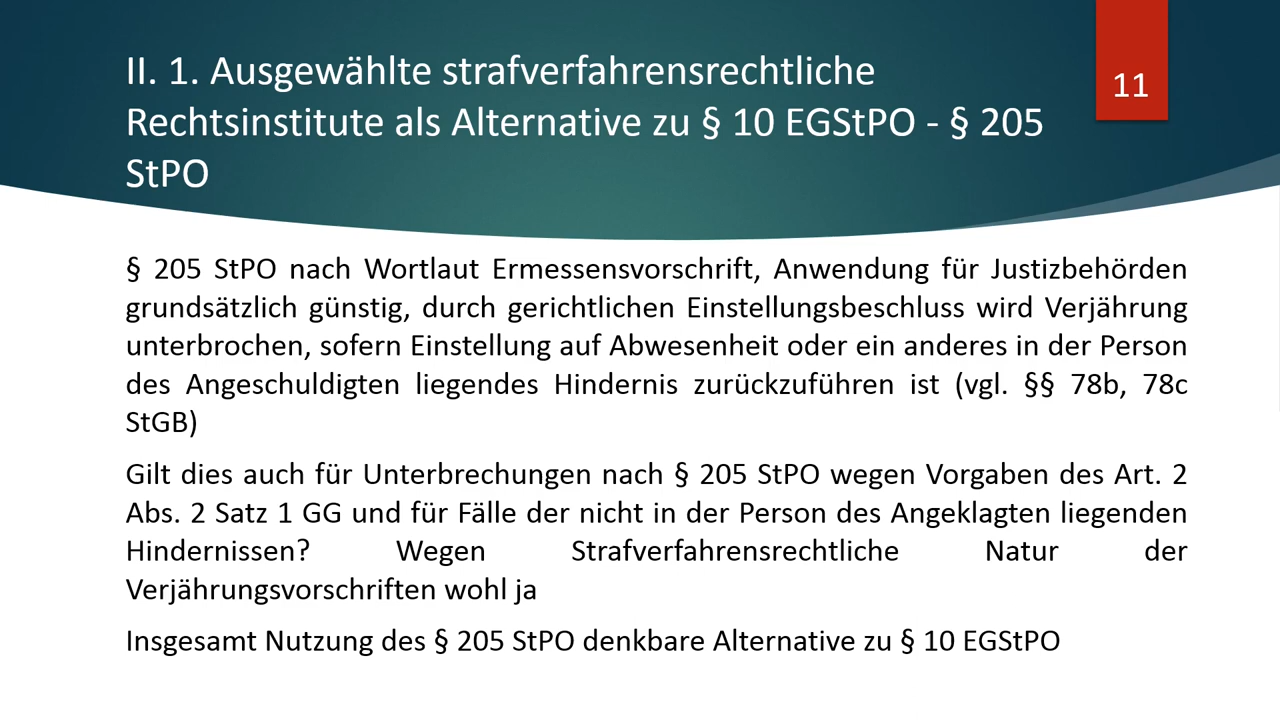 II. 1. Ausgewählte strafverfahrensrechtliche
Rechtsinstitute als Alternative zu § 10 EGStPO - § 205
StPO
11
§ 205 StPO nach Wortlaut Ermessensvorschrift, Anwendung für Justizbehörden
grundsätzlich günstig, durch gerichtlichen Einstellungsbeschluss wird Verjährung
unterbrochen, sofern Einstellung auf Abwesenheit oder ein anderes in der Person
des Angeschuldigten liegendes Hindernis zurückzuführen ist (vgl. §§ 78b, 78c
StGB)
Gilt dies auch für Unterbrechungen nach § 205 StPO wegen Vorgaben des Art. 2
Abs. 2 Satz 1 GG und für Fälle der nicht in der Person des Angeklagten liegenden
Hindernissen? Wegen Strafverfahrensrechtliche Natur der
Verjährungsvorschriften wohl ja
Insgesamt Nutzung des § 205 StPO denkbare Alternative zu § 10 EGStPO